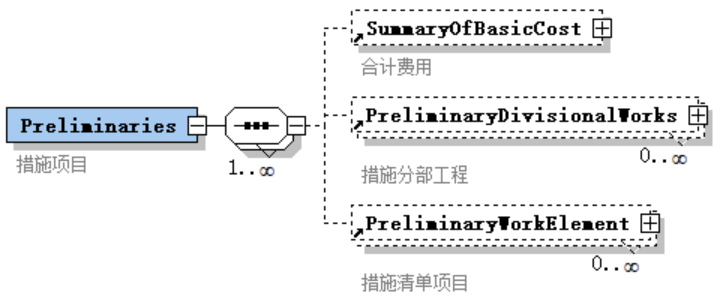 SummaryOfBasicCost
合计费用
Preliminaries
措施项目
1..∞
PreliminaryDivisionalWorks
0..∞
措施分部工程
PreliminaryWorkElement
0..∞
措施清单项目